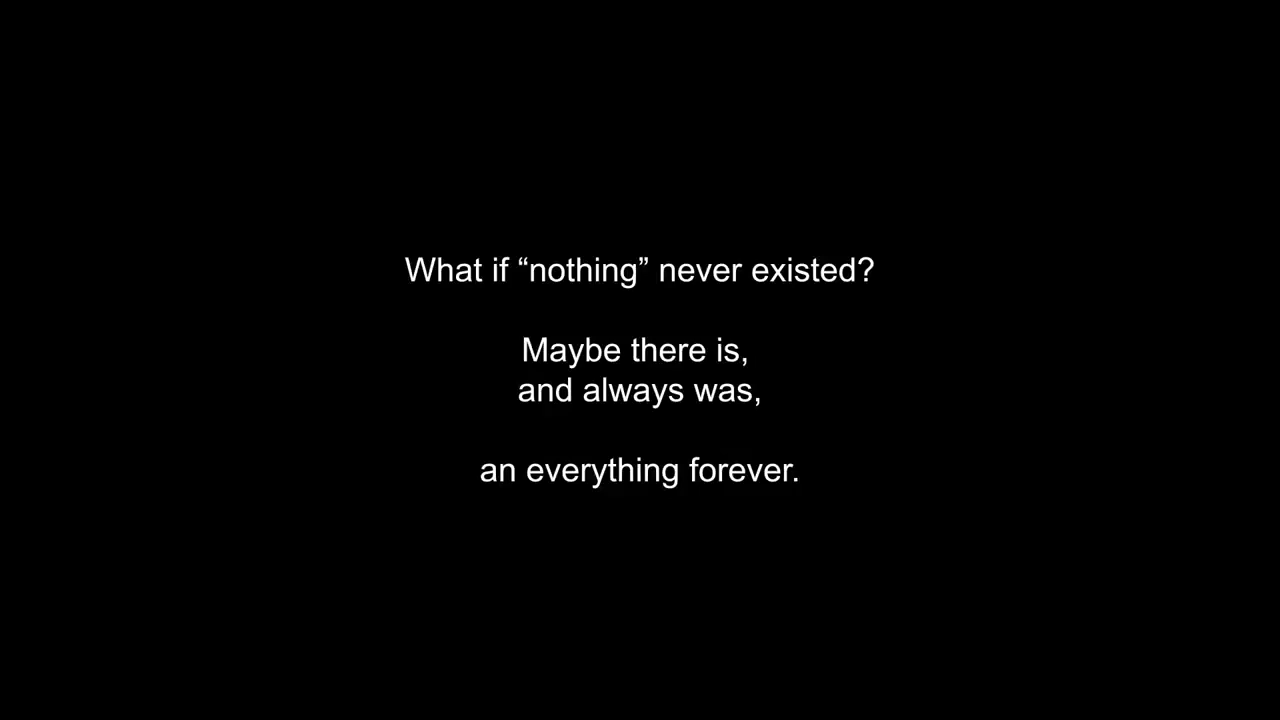 What if “nothing” never existed?
Maybe there is,
and always was,
an everything forever.